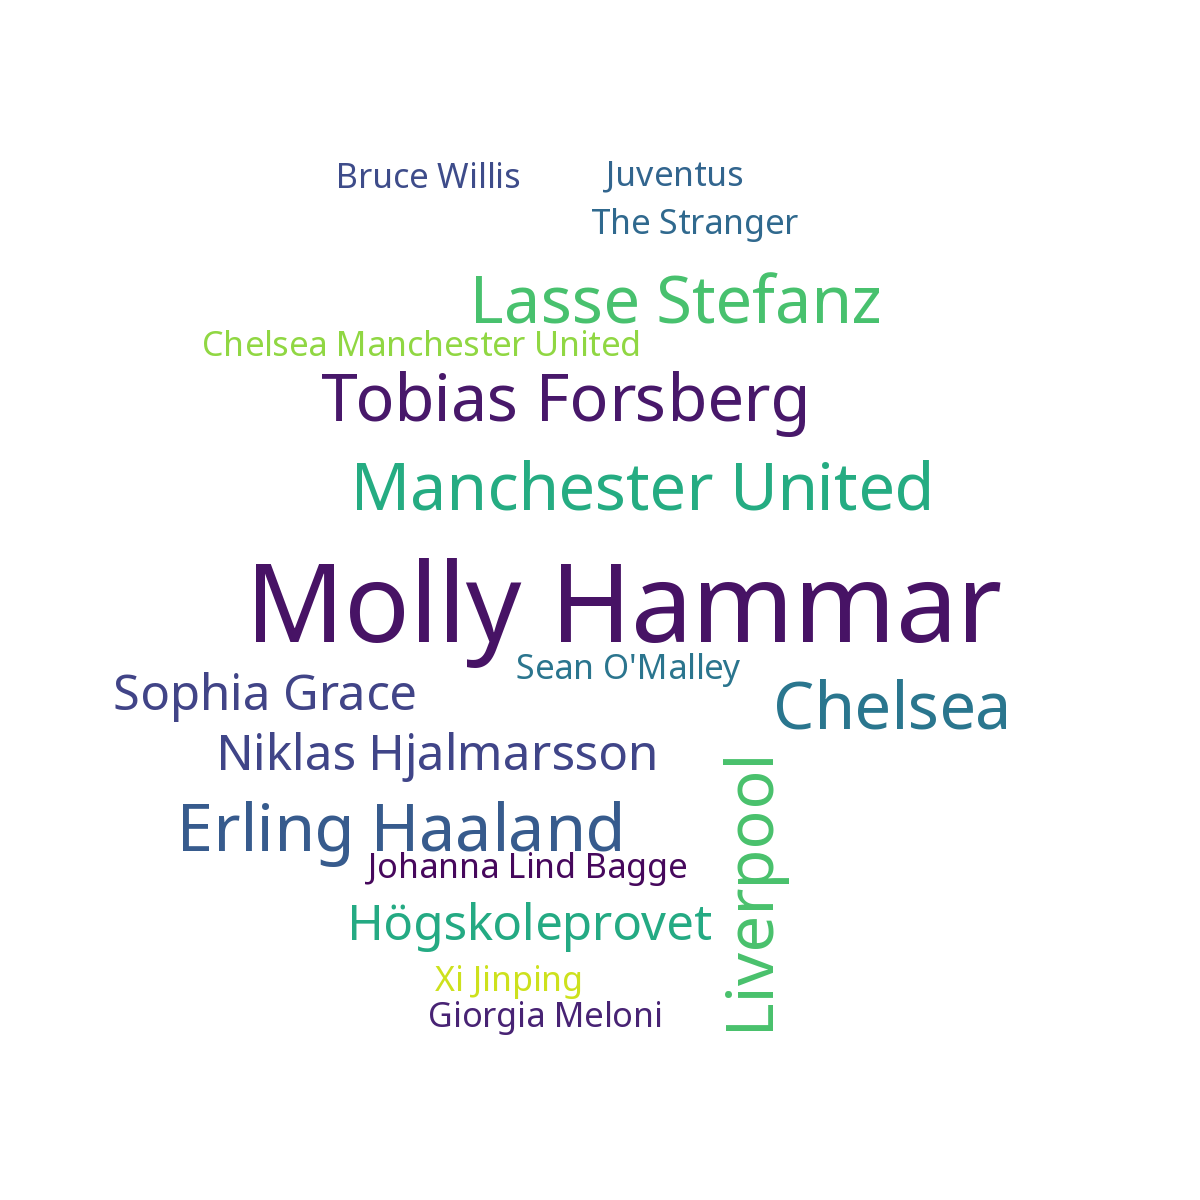 Bruce Willis
Juventus
The Stranger
Lasse Stefanz
Chelsea Manchester United
Tobias Forsberg
Manchester United
Molly Hammar
Sean O'Malley
Sophia Grace
Chelsea
Niklas Hjalmarsson
Liverpool
Erling Haaland
Johanna Lind Bagge
Högskoleprovet
Xi Jinping
Giorgia Meloni